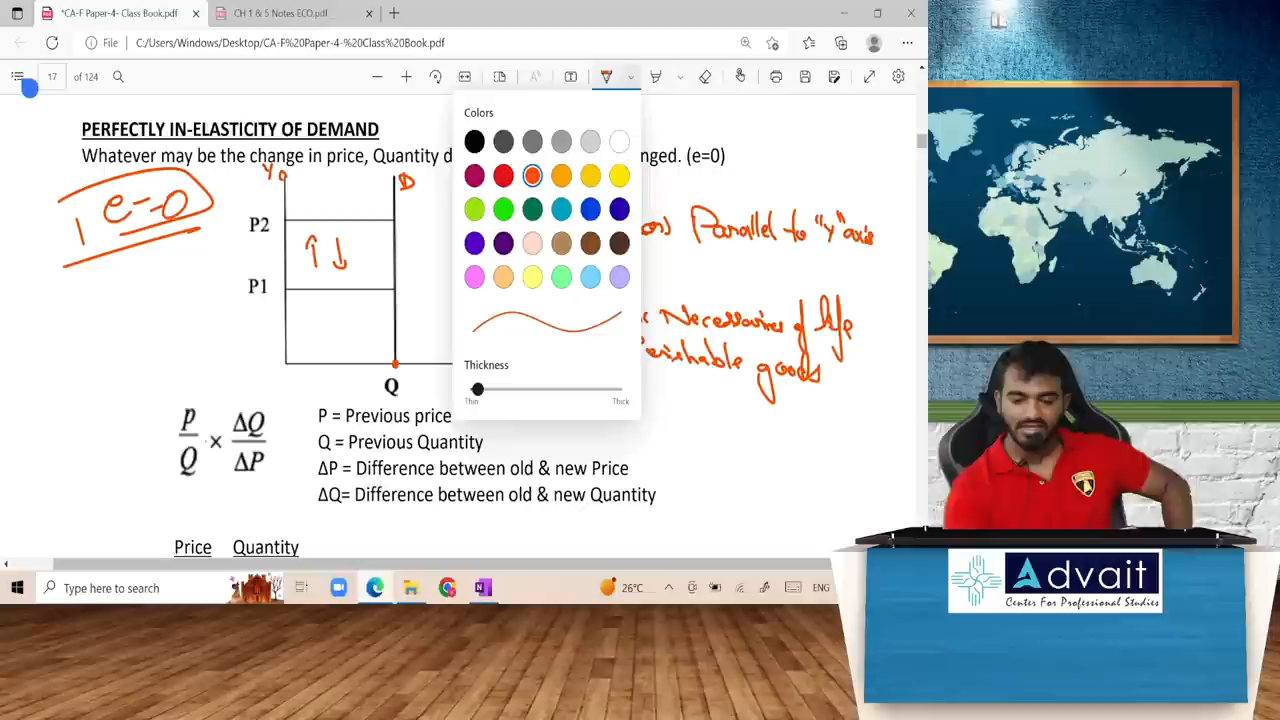 *CA-F Paper-4- Class Book.pdf
CH 1 & 5 Notes ECO.pdf
File
C:/Users/Windows/Desktop/CA-F%20Paper-4-%20Class%20Book.pdf
17 of 124
Colors
PERFECTLY IN-ELASTICITY OF DEMAND
Whatever may be the change in price, Quantity d
nged. (e=0)
Y
D
e=0
P2
Parallel to "Y" axis
P1
Necessaries of life
Perishable goods
Thickness
Thin
Thick
Q
p/Q × ΔQ/ΔP
P = Previous price
Q = Previous Quantity
ΔP = Difference between old & new Price
ΔQ= Difference between old & new Quantity
Price Quantity
Type here to search
26°C
ENG
Advait
Center For Professional Studies